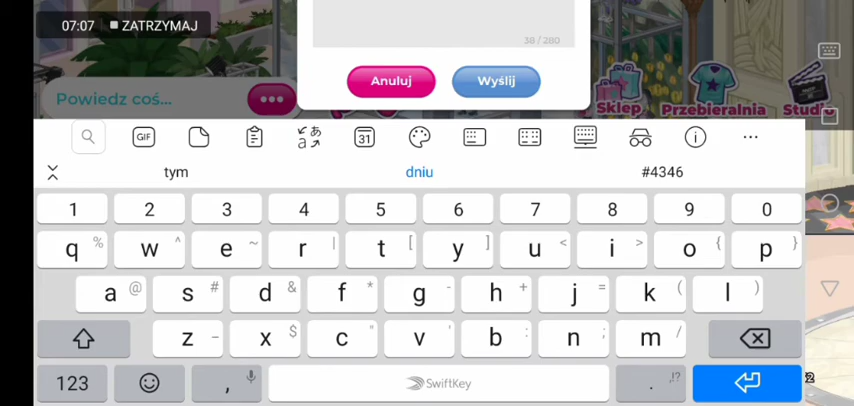 07:07 ZATRZYMAJ
38 / 280
Anuluj Wyślij
Powiedz coś...
Sklep Przebieralnia Studio
GIF 31
tym dniu #4346
1 2 3 4 5 6 7 8 9 0
q % w ^ e ~ r | t [ y ] u < i > o { p }
a @ s # d & f * g - h + j = k ( l )
z _ x $ c " v ' b : n ; m /
123 , SwiftKey . ,!?